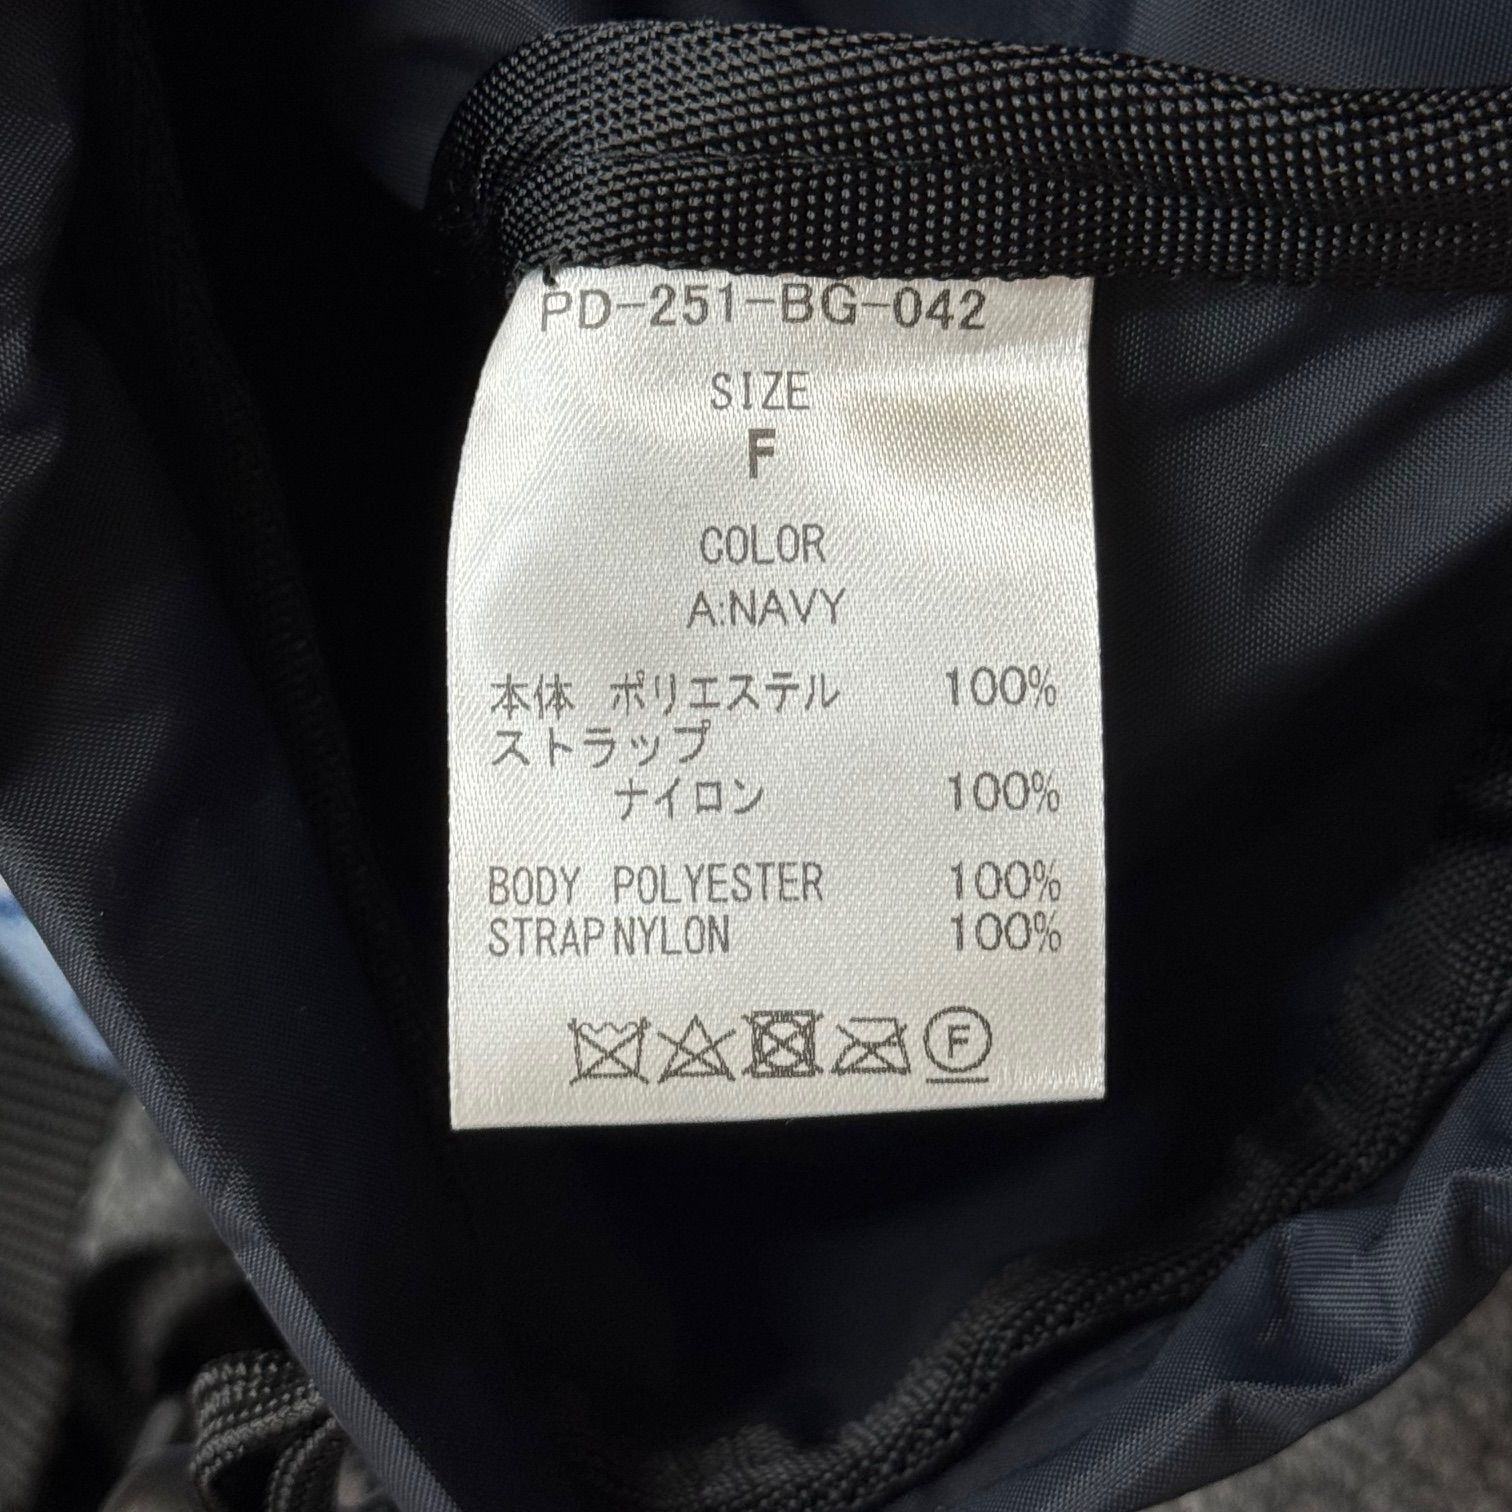 PD-251-BG-042
SIZE
F
COLOR
A:NAVY
本体 ポリエステル 100%
ストラップ
ナイロン 100%
BODY POLYESTER 100%
STRAP NYLON 100%
F